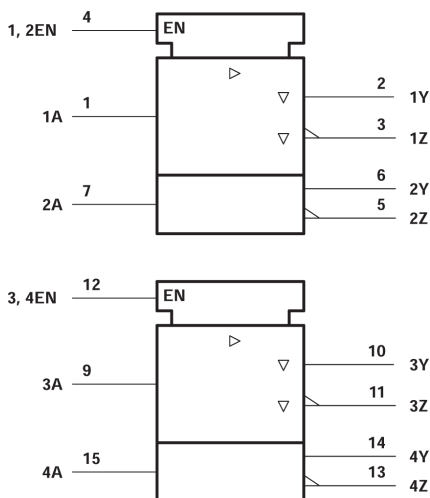 1, 2EN 4 EN
1A 1 2 1Y
3 1Z
2A 7 6 2Y
5 2Z
3, 4EN 12 EN
3A 9 10 3Y
11 3Z
4A 15 14 4Y
13 4Z